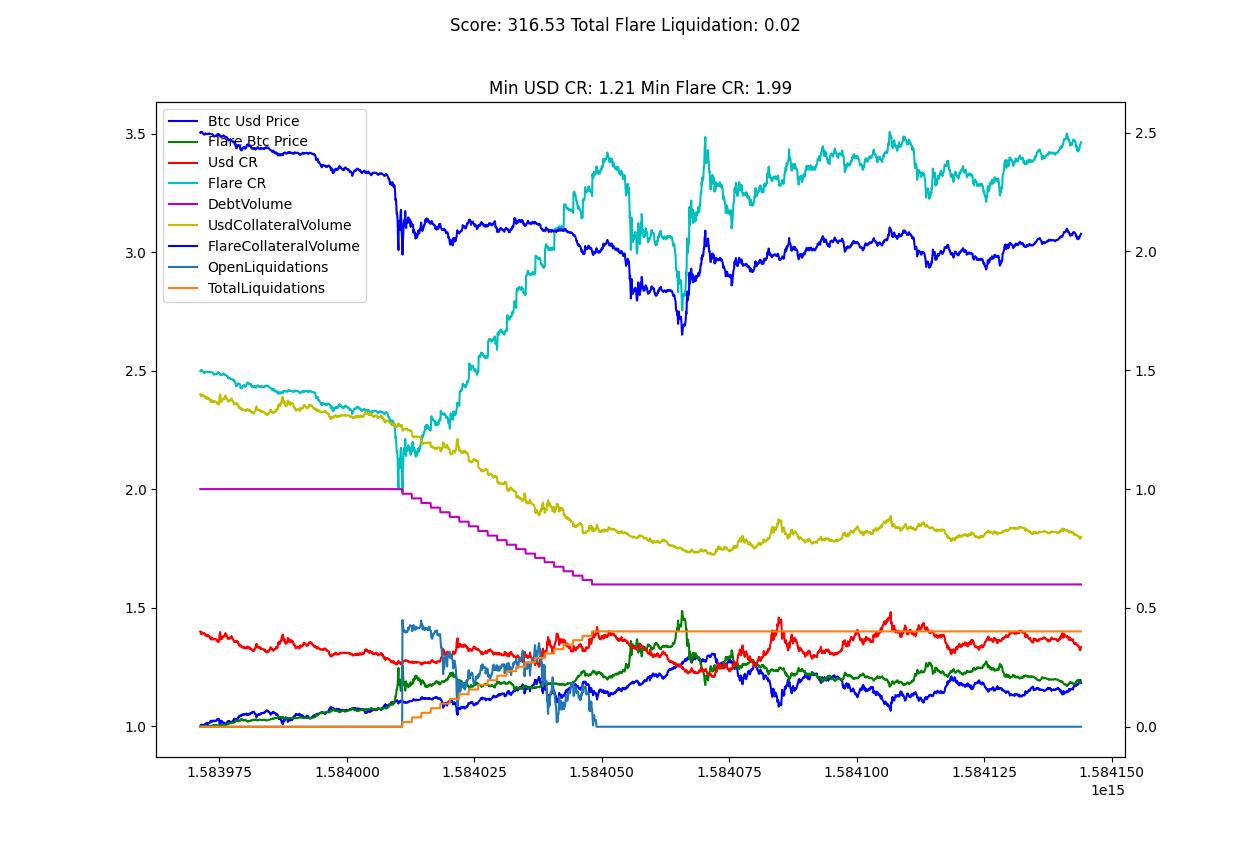 Score: 316.53 Total Flare Liquidation: 0.02
Min USD CR: 1.21 Min Flare CR: 1.99
Btc Usd Price
Flare Btc Price
Usd CR
Flare CR
DebtVolume
UsdCollateralVolume
FlareCollateralVolume
OpenLiquidations
TotalLiquidations
3.5
3.0
2.5
2.0
1.5
1.0
2.5
2.0
1.5
1.0
0.5
0.0
1.583975 1.584000 1.584025 1.584050 1.584075 1.584100 1.584125 1.584150
1e15